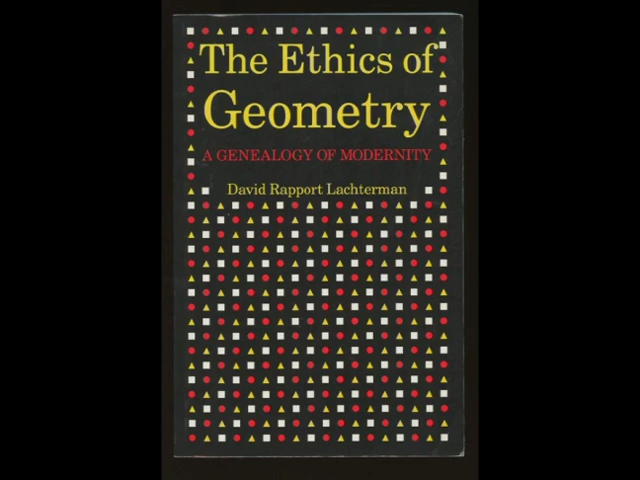 The Ethics of
Geometry
A GENEALOGY OF MODERNITY
David Rapport Lachterman